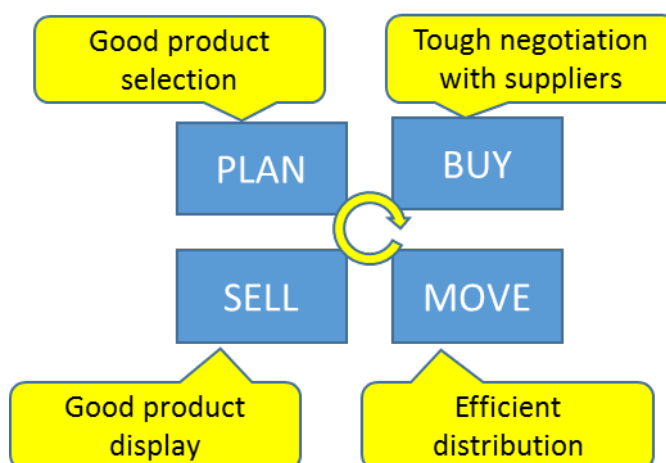 Good product
selection
Tough negotiation
with suppliers
PLAN
BUY
SELL
MOVE
Good product
display
Efficient
distribution